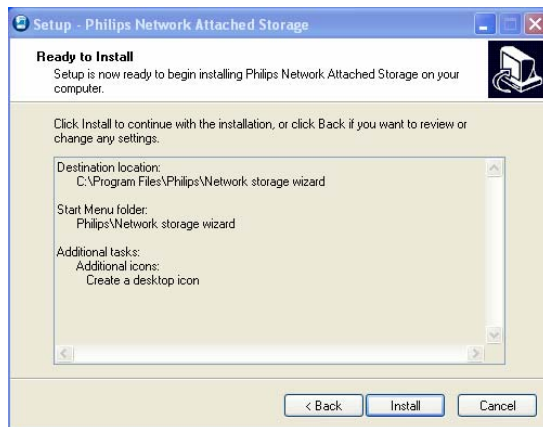 Setup - Philips Network Attached Storage
Ready to Install
Setup is now ready to begin installing Philips Network Attached Storage on your
computer.
Click Install to continue with the installation, or click Back if you want to review or
change any settings.
Destination location:
C:\Program Files\Philips\Network storage wizard
Start Menu folder:
Philips\Network storage wizard
Additional tasks:
Additional icons:
Create a desktop icon
< Back
Install
Cancel